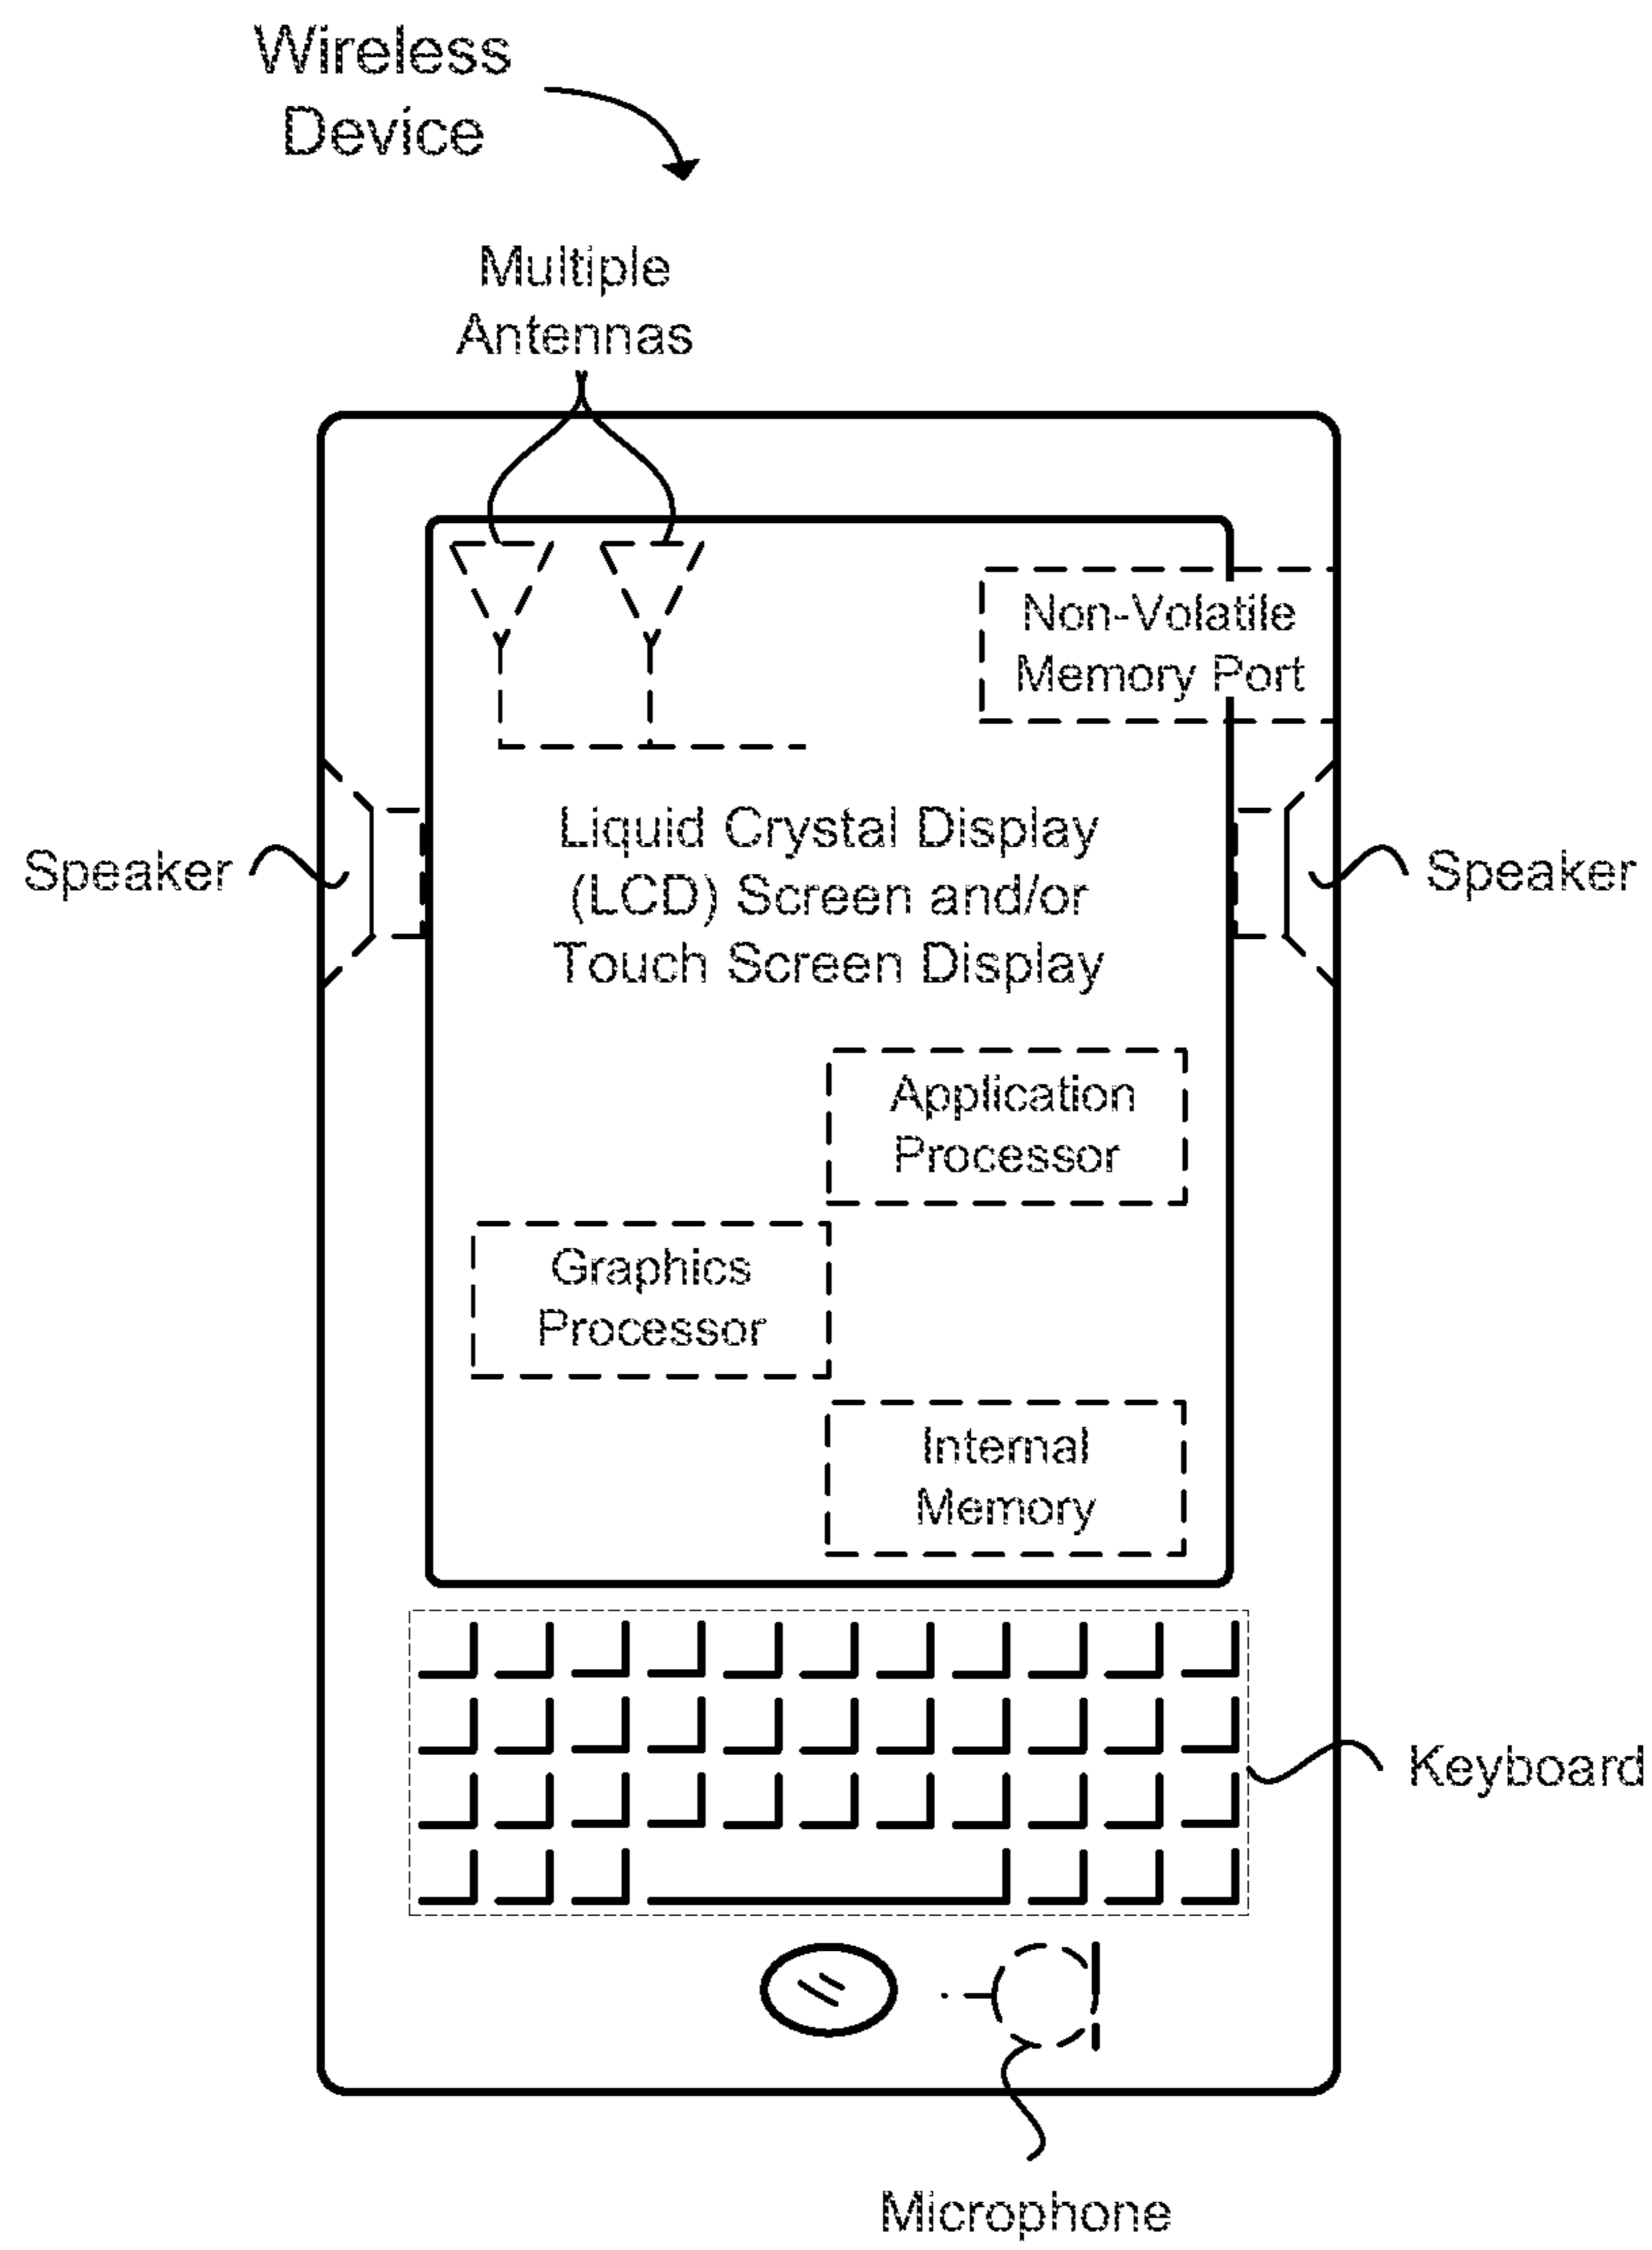 Wireless
Device
Multiple
Antennas
Non-Volatile
Memory Port
Liquid Crystal Display
(LCD) Screen and/or
Touch Screen Display
Speaker
Speaker
Application
Processor
Graphics
Processor
Internal
Memory
Keyboard
Microphone